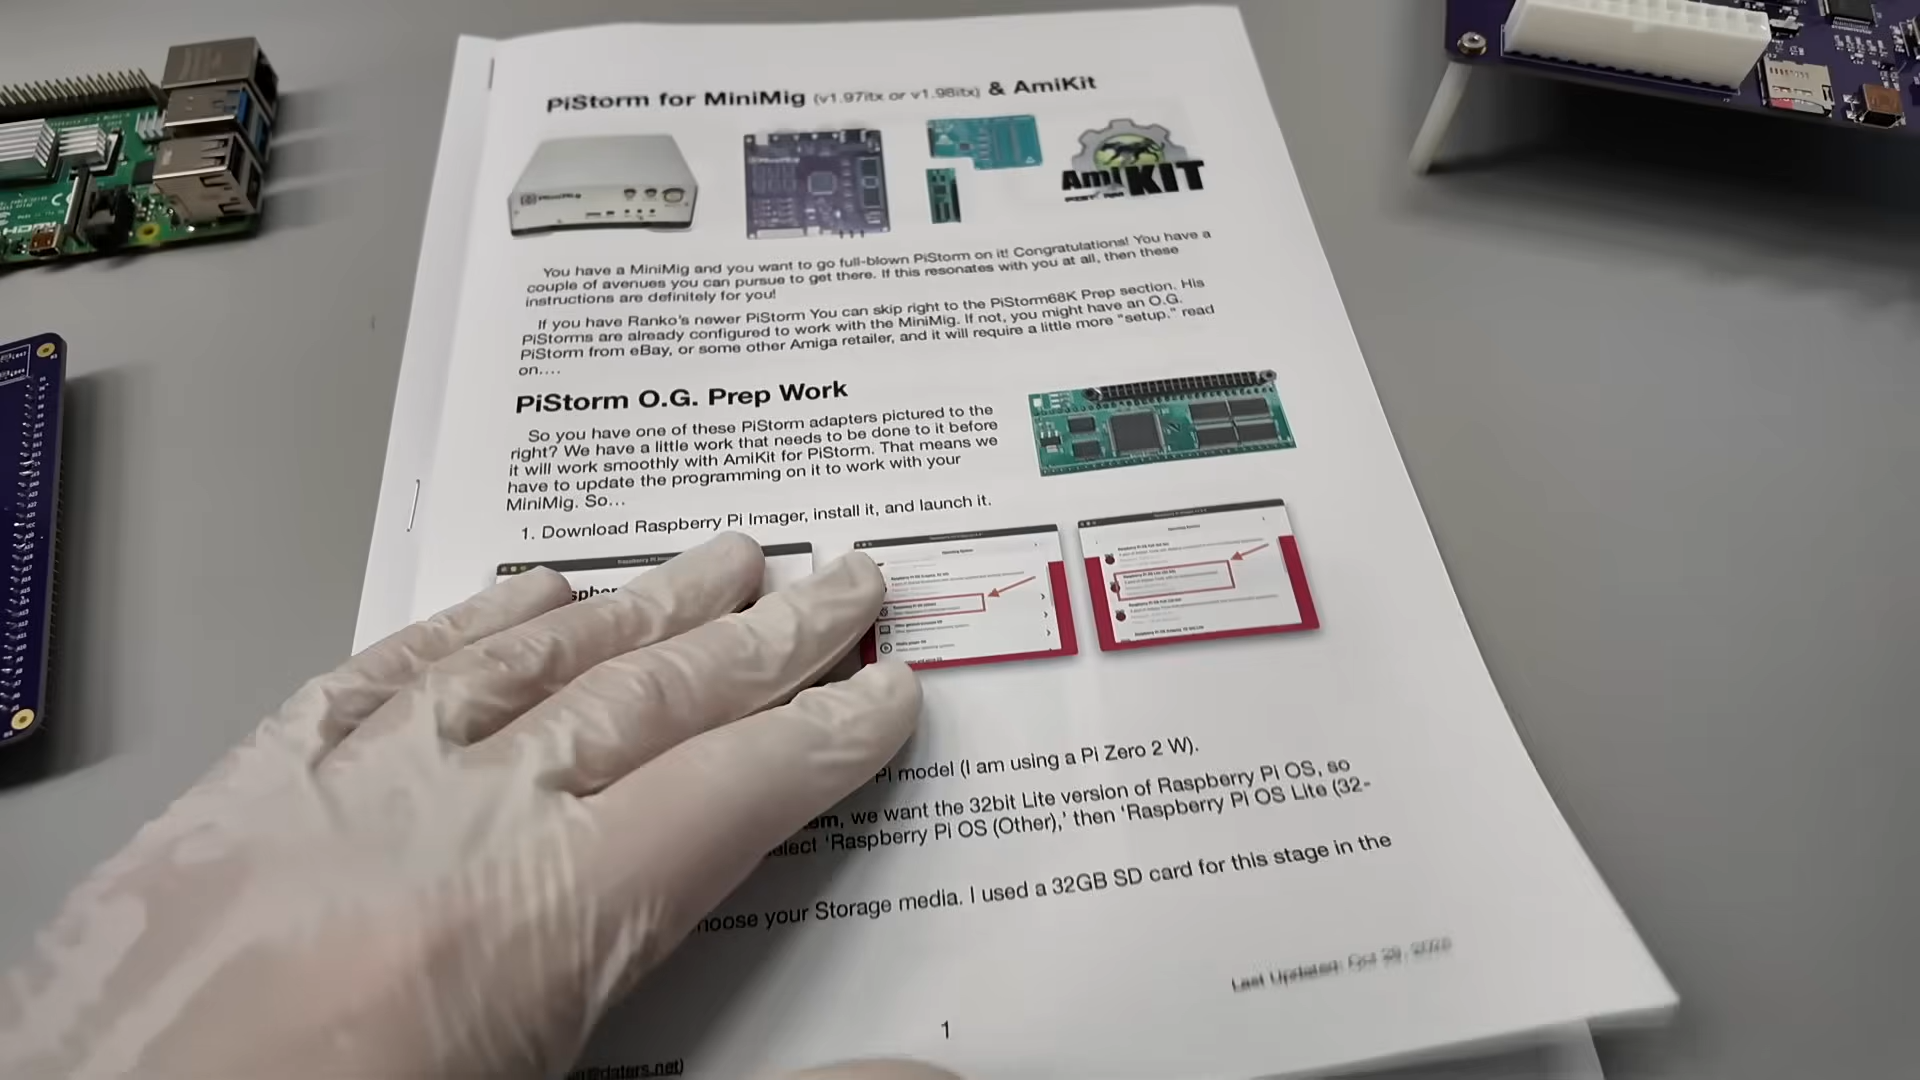 PiStorm for MiniMig (v1.97itx or v1.98itx) & AmiKit
MiniMig
Ami KIT
You have a MiniMig and you want to go full-blown PiStorm on it! Congratulations! You have a
couple of avenues you can pursue to get there. If this resonates with you at all, then these
instructions are definitely for you!
If you have Ranko's newer PiStorm You can skip right to the PiStorm68K Prep section. His
PiStorms are already configured to work with the MiniMig. If not, you might have an O.G.
PiStorm from eBay, or some other Amiga retailer, and it will require a little more "setup." read
on....
PiStorm O.G. Prep Work
So you have one of these PiStorm adapters pictured to the
right? We have a little work that needs to be done to it before
it will work smoothly with AmiKit for PiStorm. That means we
have to update the programming on it to work with your
MiniMig. So...
1. Download Raspberry Pi Imager, install it, and launch it.
Pi model (I am using a Pi Zero 2 W).
we want the 32bit Lite version of Raspberry Pi OS, so
'Raspberry Pi OS (Other),' then 'Raspberry Pi OS Lite (32-
your Storage media. I used a 32GB SD card for this stage in the
Last Updated: Oct
1
HDMI